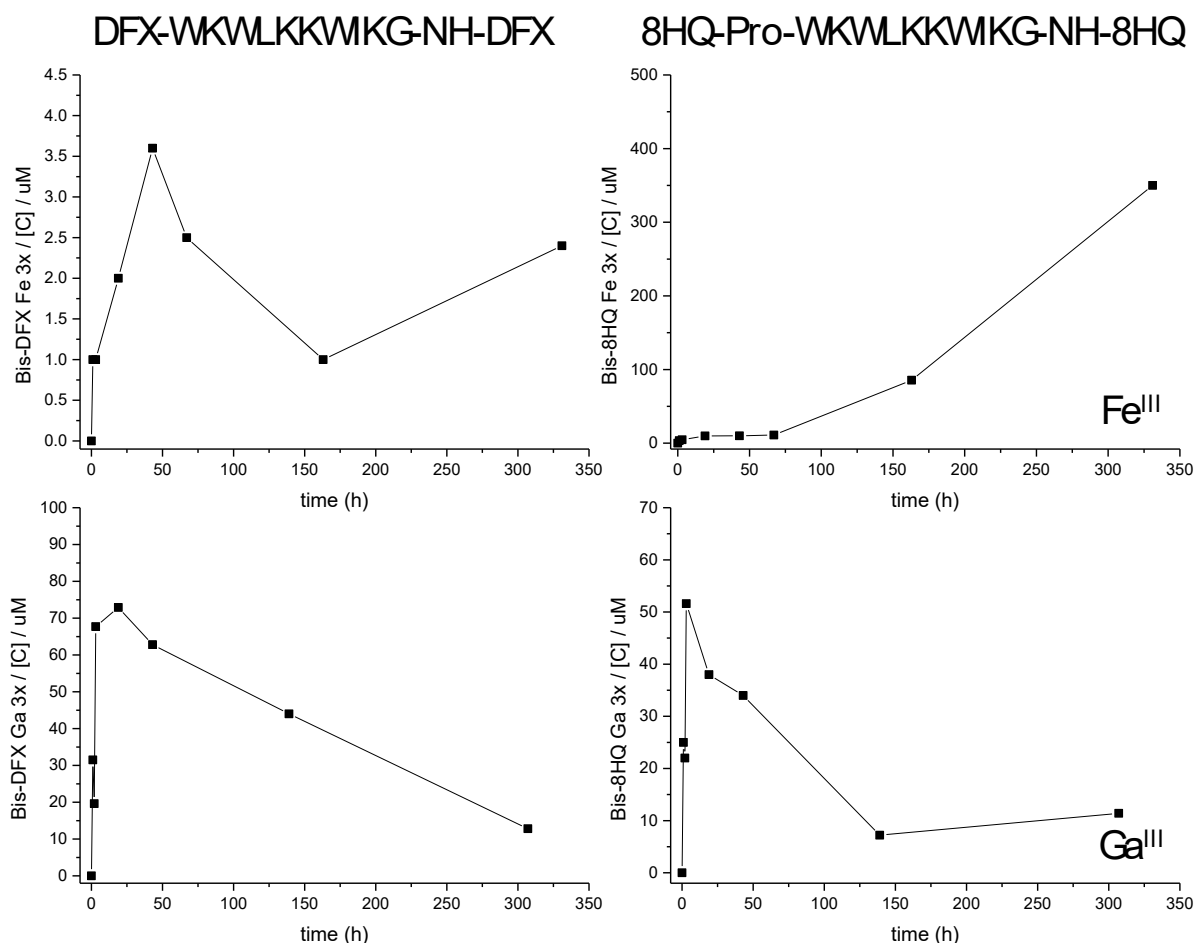 DFX-WKWLKKWIKG-NH-DFX
8HQ-Pro-WKWLKKWIKG-NH-8HQ
4.5
4.0
3.5
3.0
2.5
2.0
1.5
1.0
0.5
0.0
Bis-DFX Fe 3x / [C] / uM
0 50 100 150 200 250 300 350
time (h)
500
400
300
200
100
0
Bis-8HQ Fe 3x / [C] / uM
Fe^III
0 50 100 150 200 250 300 350
time (h)
100
90
80
70
60
50
40
30
20
10
0
Bis-DFX Ga 3x / [C] / uM
0 50 100 150 200 250 300 350
time (h)
70
60
50
40
30
20
10
0
Bis-8HQ Ga 3x / [C] / uM
Ga^III
0 50 100 150 200 250 300 350
time (h)